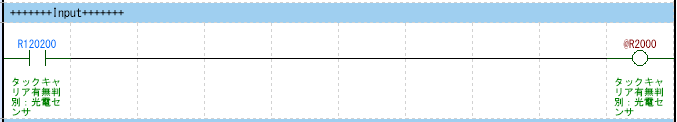 +++++++Input+++++++
R120200
@R2000
タックキャ
リア有無判
別：光電セ
ンサ
タックキャ
リア有無判
別：光電セ
ンサ